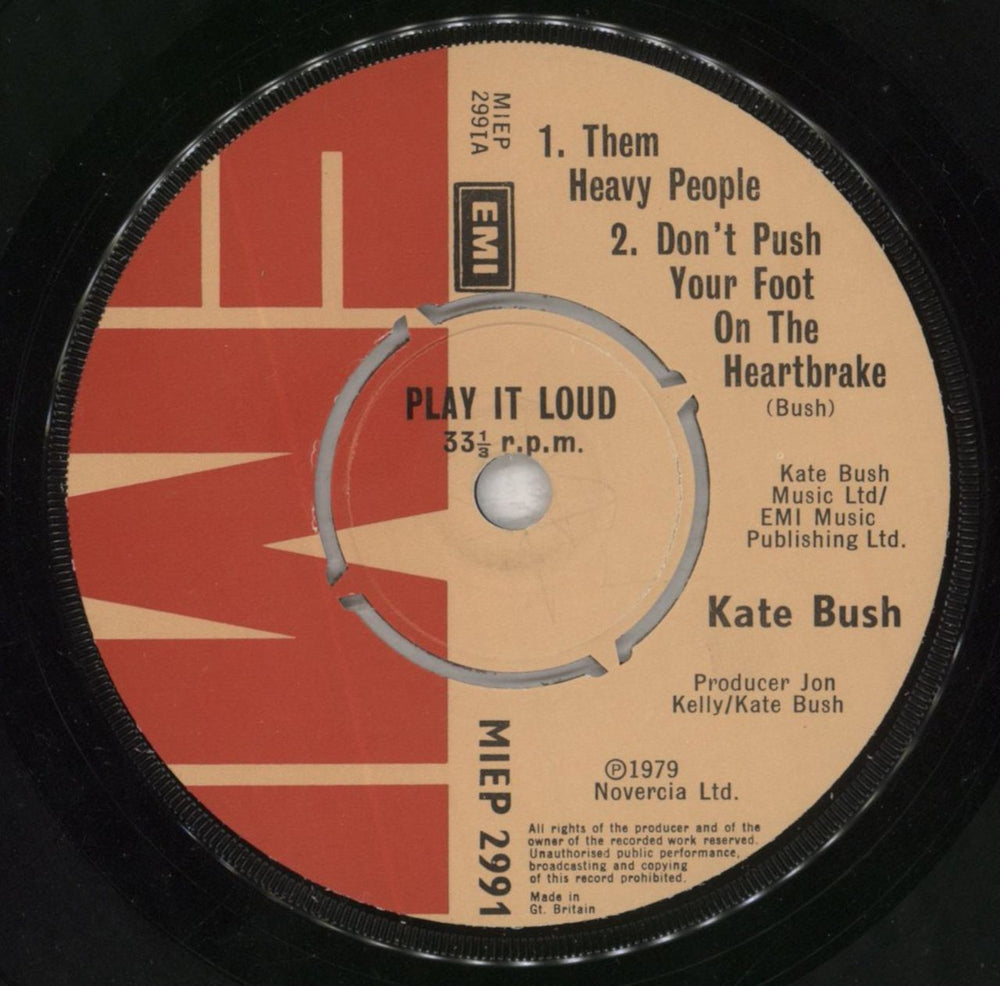 MIEP
2991A
EMI
1. Them
Heavy People
2. Don't Push
Your Foot
On The
Heartbrake
(Bush)
PLAY IT LOUD
33⅓ r.p.m.
Kate Bush
Music Ltd/
EMI Music
Publishing Ltd.
Kate Bush
Producer Jon
Kelly/Kate Bush
℗1979
Novercia Ltd.
MIEP 2991
All rights of the producer and of the
owner of the recorded work reserved.
Unauthorised public performance,
broadcasting and copying
of this record prohibited.
Made in
Gt. Britain
EMI